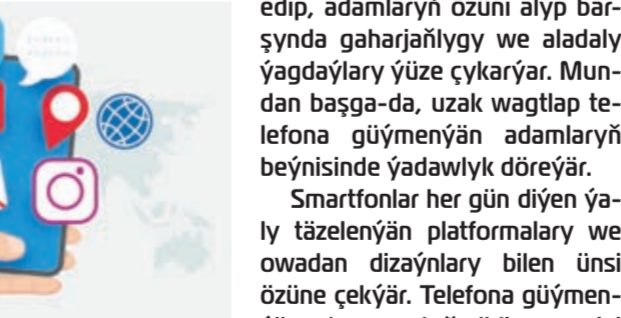 edip, adamlaryň özüni alyp bar-
şynda gaharjaňlygy we aladaly
ýagdaýlary ýüze çykarýar. Mun-
dan başga-da, uzak wagtlap te-
lefona güýmenýän adamlaryň
beýnisinde ýadawlyk döreýär.
Smartfonlar her gün diýen ýa-
ly täzelenýän platformalary we
owadan dizaýnlary bilen ünsi
özüne çekýär. Telefona güýmen-